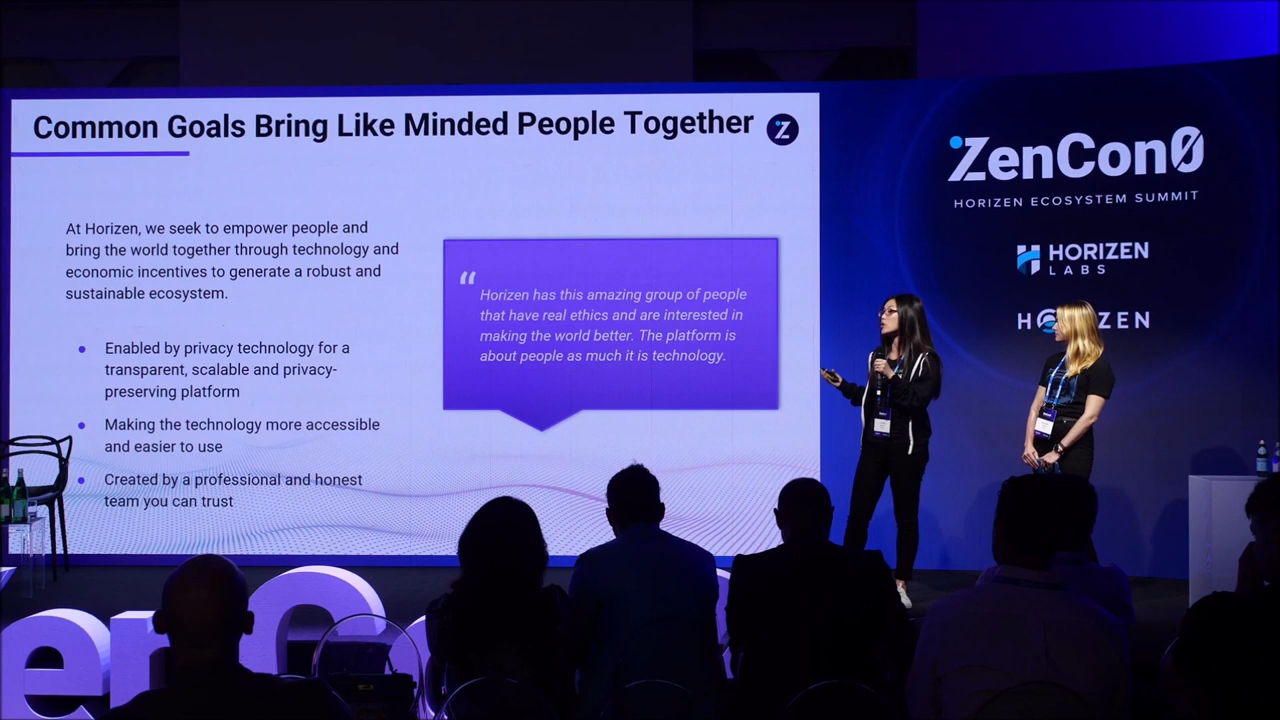 Common Goals Bring Like Minded People Together
At Horizen, we seek to empower people and
bring the world together through technology and
economic incentives to generate a robust and
sustainable ecosystem.
Enabled by privacy technology for a
transparent, scalable and privacy-
preserving platform
Making the technology more accessible
and easier to use
Created by a professional and honest
team you can trust
“
Horizen has this amazing group of people
that have real ethics and are interested in
making the world better. The platform is
about people as much it is technology.
ZenCon0
HORIZEN ECOSYSTEM SUMMIT
HORIZEN
LABS